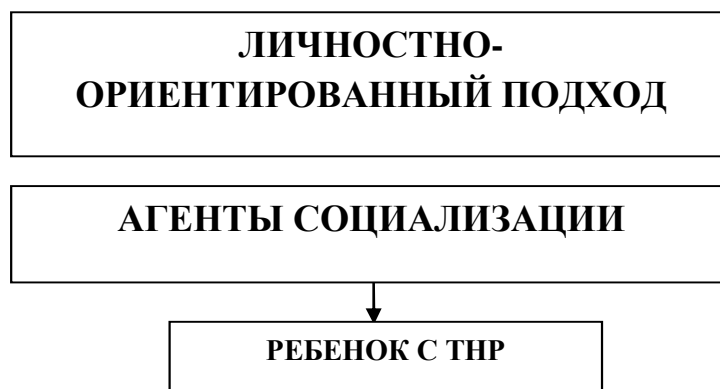 ЛИЧНОСТНО-
ОРИЕНТИРОВАННЫЙ ПОДХОД
АГЕНТЫ СОЦИАЛИЗАЦИИ
РЕБЕНОК С ТНР